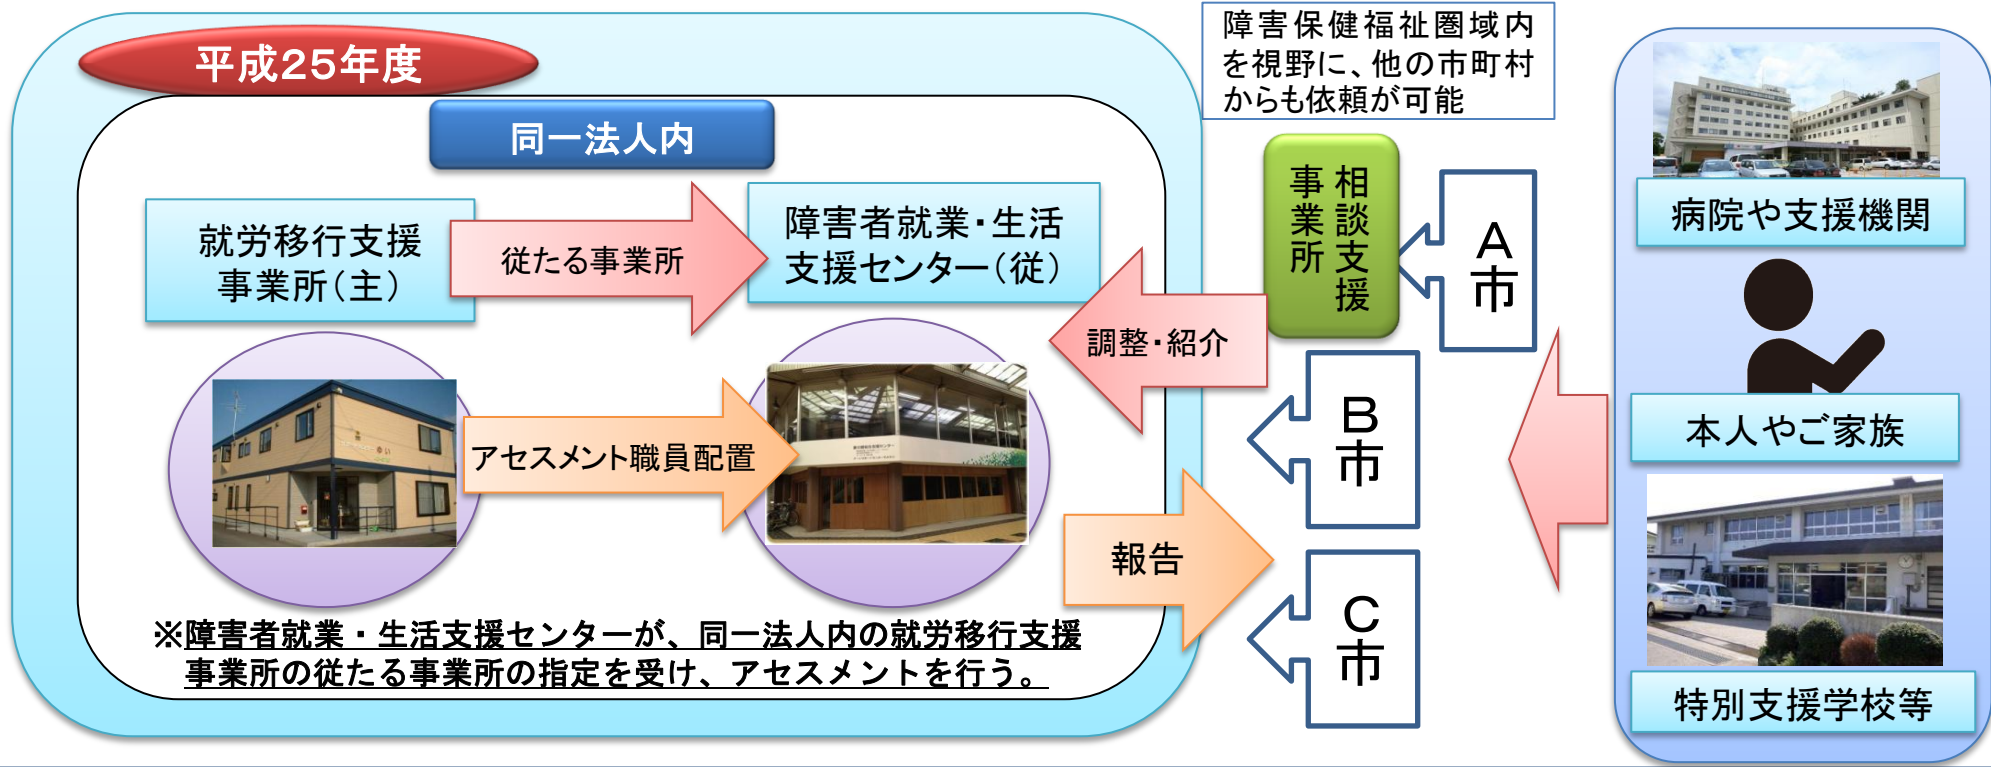 平成25年度
同一法人内
就労移行支援
事業所（主）
従たる事業所
障害者就業・生活
支援センター（従）
アセスメント職員配置
※障害者就業・生活支援センターが、同一法人内の就労移行支援
事業所の従たる事業所の指定を受け、アセスメントを行う。
調整・紹介
報告
障害保健福祉圏域内
を視野に、他の市町村
からも依頼が可能
相談支援
事業所
A市
B市
C市
病院や支援機関
本人やご家族
特別支援学校等